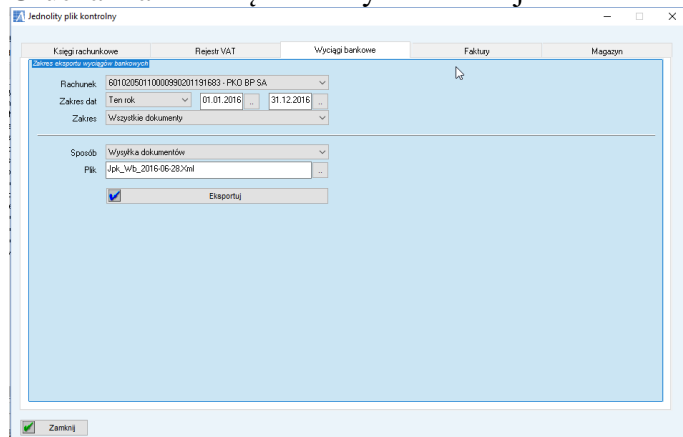 Jednolity plik kontrolny
Księgi rachunkowe Rejestr VAT Wyciągi bankowe Faktury Magazyn
Zakres eksportu wyciągów bankowych
Rachunek 60102050110000990201191683 - PKO BP SA
Zakres dat Ten rok 01.01.2016 .. 31.12.2016 ..
Zakres Wszystkie dokumenty
Sposób Wysyłka dokumentów
Plik Jpk_Wb_2016-06-28.Xml ..
Eksportuj
Zamknij